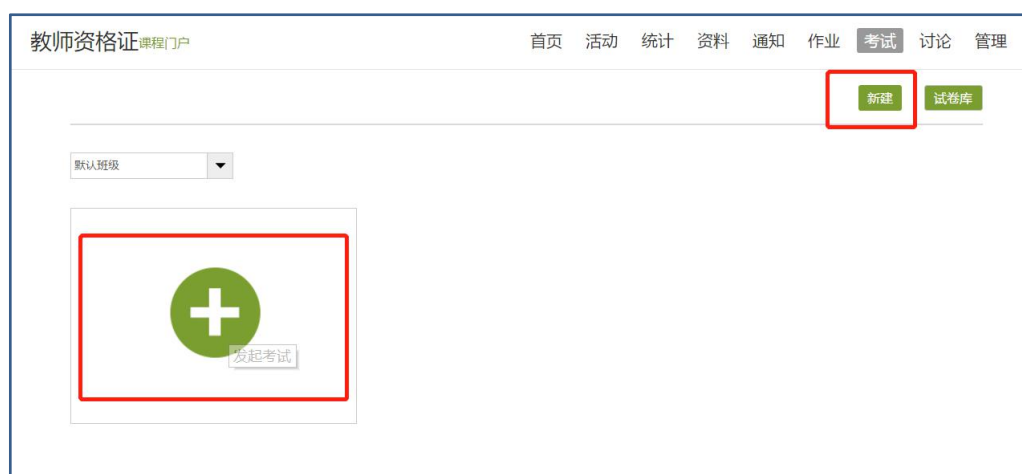 教师资格证课程门户
首页 活动 统计 资料 通知 作业 考试 讨论 管理
新建 试卷库
默认班级
发起考试